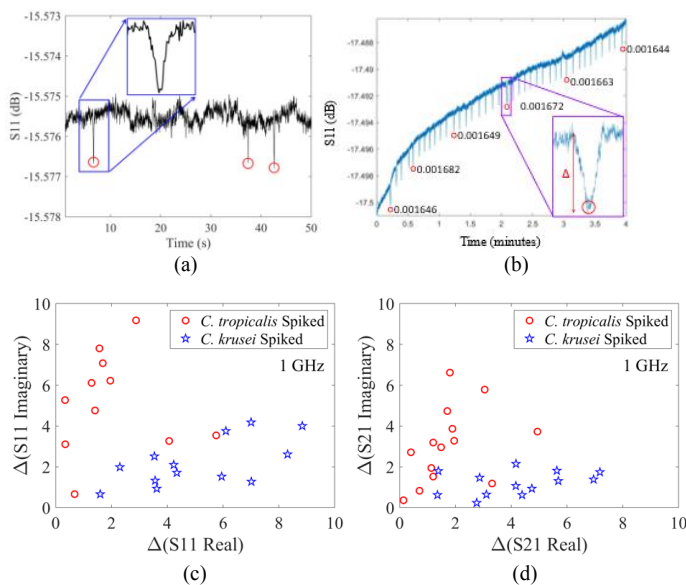 -15.572
-15.573
-15.574
-15.575
-15.576
-15.577
-15.578
S11 (dB)
10 20 30 40 50
Time (s)
(a)
-17.488
-17.49
-17.492
-17.494
-17.496
-17.498
-17.5
S11 (dB)
0.001644
0.001663
0.001672
0.001649
0.001682
0.001646
Δ
0 0.5 1 1.5 2 2.5 3 3.5 4
Time (minutes)
(b)
10
8
6
4
2
0
Δ(S11 Imaginary)
C. tropicalis Spiked
C. krusei Spiked
1 GHz
0 2 4 6 8 10
Δ(S11 Real)
(c)
10
8
6
4
2
0
Δ(S21 Imaginary)
C. tropicalis Spiked
C. krusei Spiked
1 GHz
0 2 4 6 8 10
Δ(S21 Real)
(d)